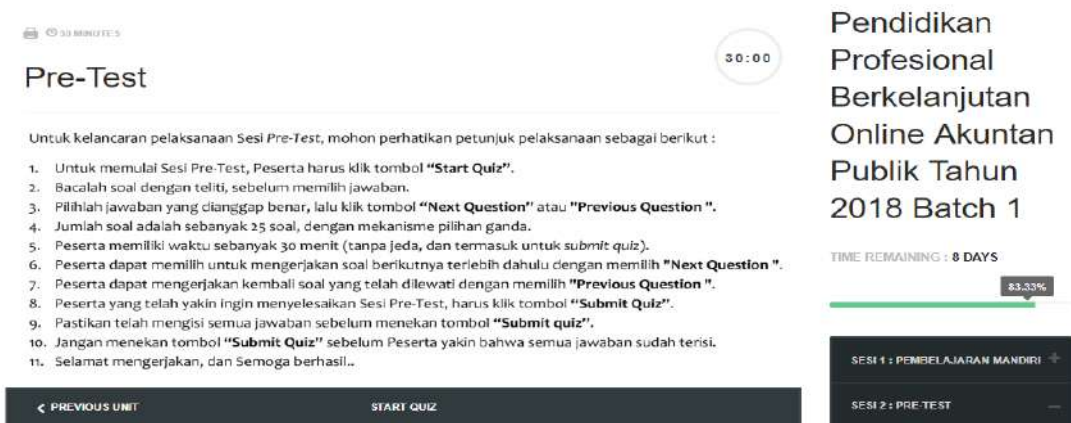 30 MINUTES
30:00
Pre-Test
Untuk kelancaran pelaksanaan Sesi Pre-Test, mohon perhatikan petunjuk pelaksanaan sebagai berikut :
1. Untuk memulai Sesi Pre-Test, Peserta harus klik tombol “Start Quiz”.
2. Bacalah soal dengan teliti, sebelum memilih jawaban.
3. Pilihlah jawaban yang dianggap benar, lalu klik tombol “Next Question” atau "Previous Question ".
4. Jumlah soal adalah sebanyak 25 soal, dengan mekanisme pilihan ganda.
5. Peserta memiliki waktu sebanyak 30 menit (tanpa jeda, dan termasuk untuk submit quiz).
6. Peserta dapat memilih untuk mengerjakan soal berikutnya terlebih dahulu dengan memilih "Next Question ".
7. Peserta dapat mengerjakan kembali soal yang telah dilewati dengan memilih "Previous Question ".
8. Peserta yang telah yakin ingin menyelesaikan Sesi Pre-Test, harus klik tombol “Submit Quiz”.
9. Pastikan telah mengisi semua jawaban sebelum menekan tombol “Submit quiz”.
10. Jangan menekan tombol “Submit Quiz” sebelum Peserta yakin bahwa semua jawaban sudah terisi.
11. Selamat mengerjakan, dan Semoga berhasil..
< PREVIOUS UNIT
START QUIZ
Pendidikan
Profesional
Berkelanjutan
Online Akuntan
Publik Tahun
2018 Batch 1
TIME REMAINING : 8 DAYS
83.33%
SESI 1 : PEMBELAJARAN MANDIRI +
SESI 2 : PRE-TEST −